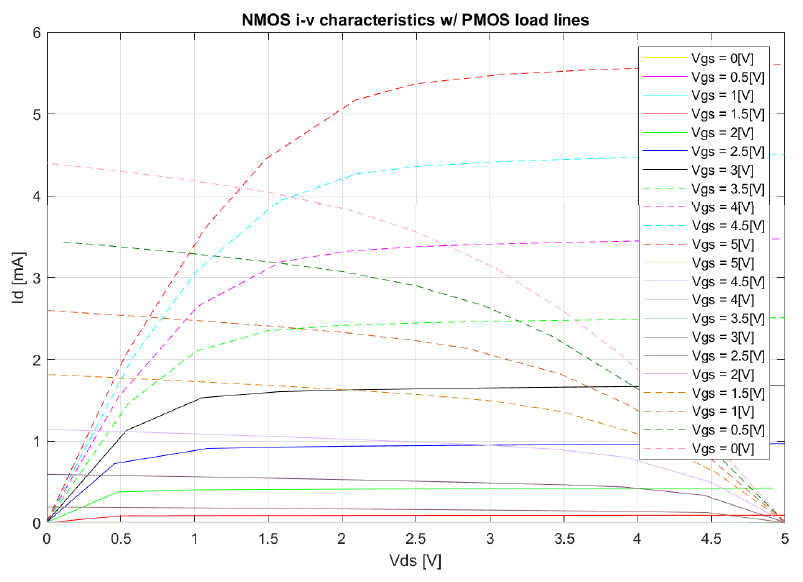 NMOS i-v characteristics w/ PMOS load lines
6
5
4
3
2
1
0
Id [mA]
Vgs = 0[V]
Vgs = 0.5[V]
Vgs = 1[V]
Vgs = 1.5[V]
Vgs = 2[V]
Vgs = 2.5[V]
Vgs = 3[V]
Vgs = 3.5[V]
Vgs = 4[V]
Vgs = 4.5[V]
Vgs = 5[V]
Vgs = 5[V]
Vgs = 4.5[V]
Vgs = 4[V]
Vgs = 3.5[V]
Vgs = 3[V]
Vgs = 2.5[V]
Vgs = 2[V]
Vgs = 1.5[V]
Vgs = 1[V]
Vgs = 0.5[V]
Vgs = 0[V]
0 0.5 1 1.5 2 2.5 3 3.5 4 4.5 5
Vds [V]